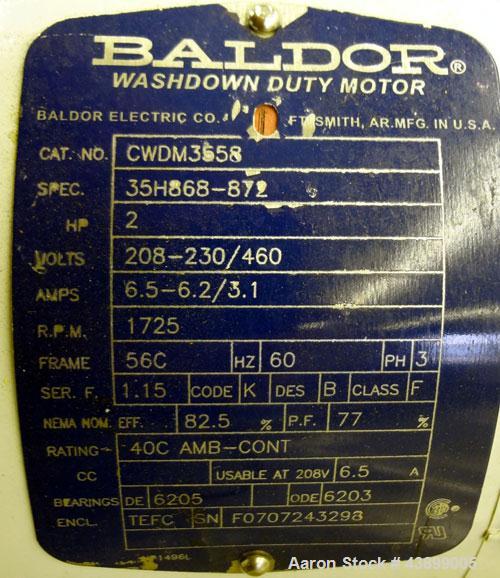 BALDOR®
WASHDOWN DUTY MOTOR
BALDOR ELECTRIC CO. FT. SMITH, AR. MFG. IN U.S.A.
CAT. NO. CWDM3558
SPEC. 35H868-872
HP 2
VOLTS 208-230/460
AMPS 6.5-6.2/3.1
R.P.M. 1725
FRAME 56C HZ 60 PH 3
SER. F. 1.15 CODE K DES B CLASS F
NEMA NOM. EFF. 82.5 % P.F. 77 %
RATING 40C AMB-CONT
CC USABLE AT 208V 6.5 A
BEARINGS DE 6205 ODE 6203
ENCL. TEFC SN F0707243298
Aaron Stock # 43899005